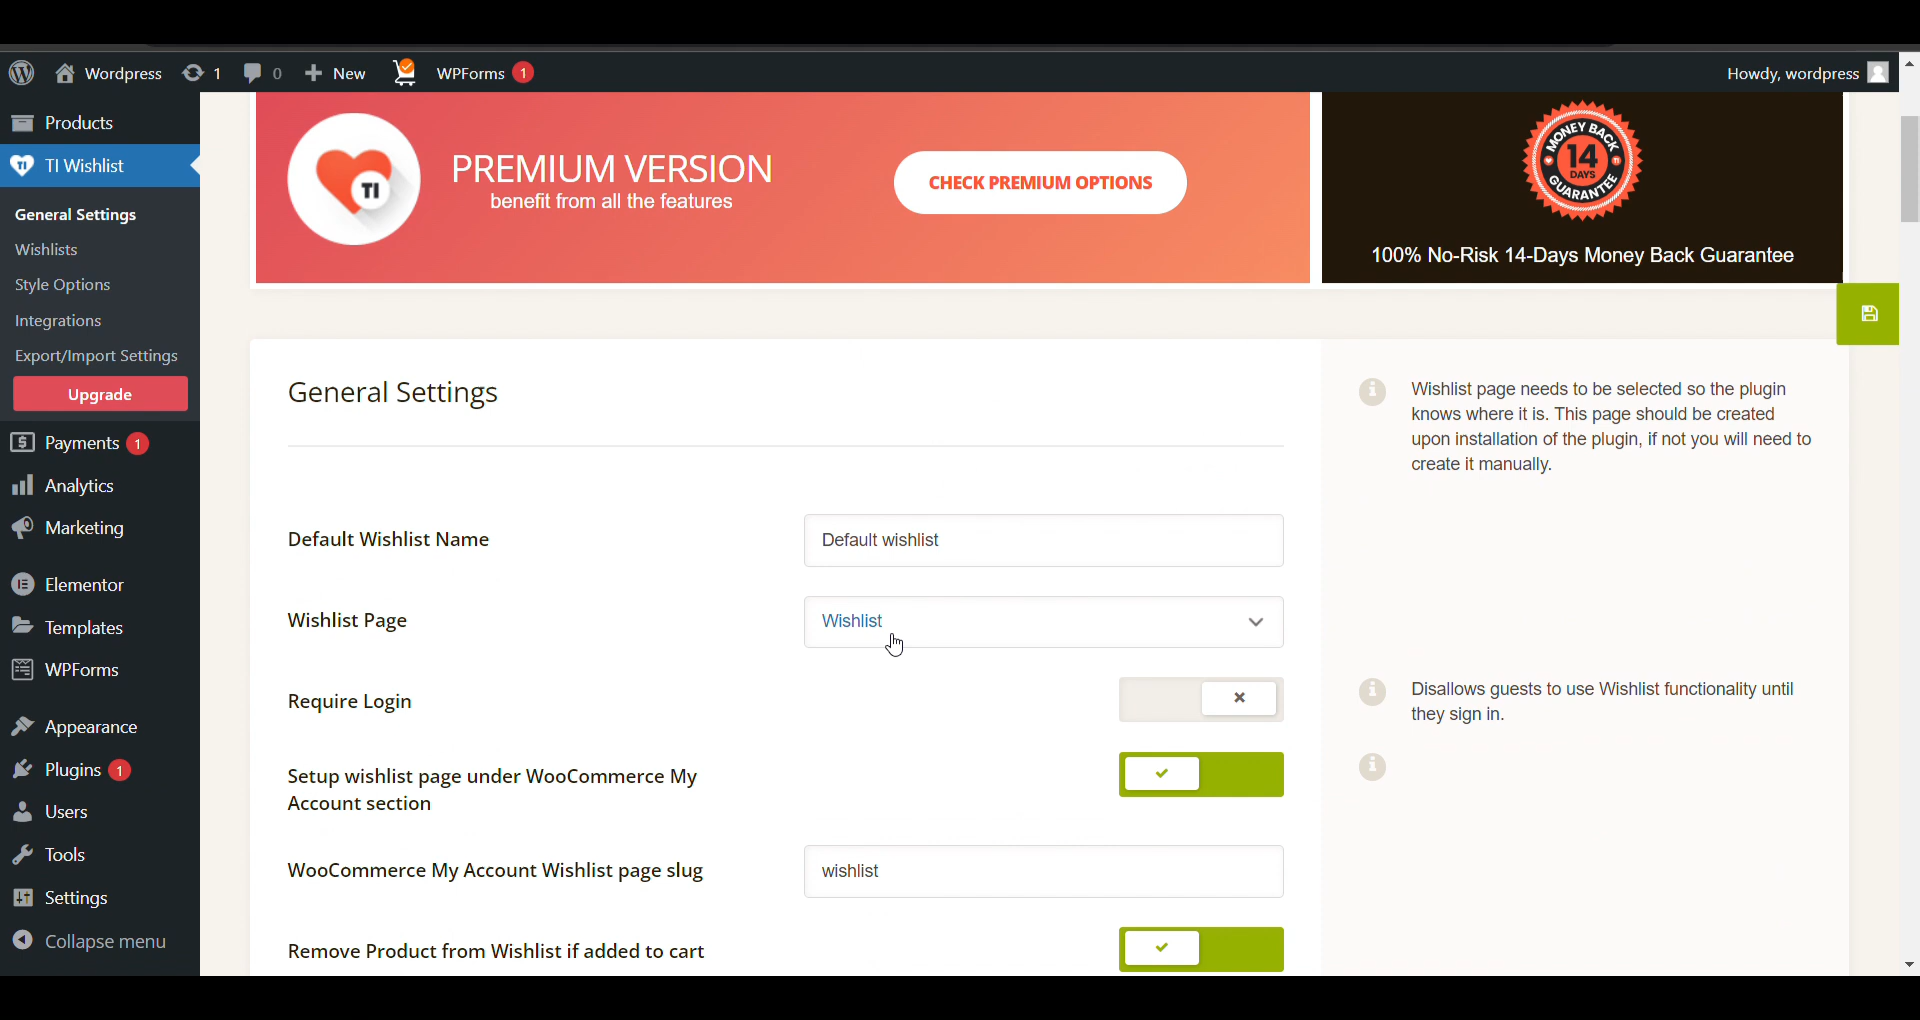 Wordpress 1 0 New WPForms 1 Howdy, wordpress
Products
TI Wishlist
General Settings
Wishlists
Style Options
Integrations
Export/Import Settings
Upgrade
Payments 1
Analytics
Marketing
Elementor
Templates
WPForms
Appearance
Plugins 1
Users
Tools
Settings
Collapse menu
TI
PREMIUM VERSION
benefit from all the features
CHECK PREMIUM OPTIONS
MONEY BACK
14
DAYS
GUARANTEE
100% No-Risk 14-Days Money Back Guarantee
General Settings
Wishlist page needs to be selected so the plugin
knows where it is. This page should be created
upon installation of the plugin, if not you will need to
create it manually.
Default Wishlist Name
Default wishlist
Wishlist Page
Wishlist
Require Login
Disallows guests to use Wishlist functionality until
they sign in.
Setup wishlist page under WooCommerce My
Account section
WooCommerce My Account Wishlist page slug
wishlist
Remove Product from Wishlist if added to cart